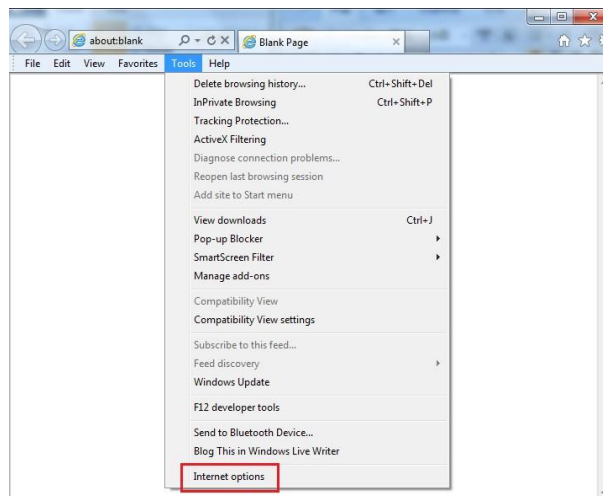 about:blank
Blank Page
File Edit View Favorites Tools Help
Delete browsing history... Ctrl+Shift+Del
InPrivate Browsing Ctrl+Shift+P
Tracking Protection...
ActiveX Filtering
Diagnose connection problems...
Reopen last browsing session
Add site to Start menu
View downloads Ctrl+J
Pop-up Blocker
SmartScreen Filter
Manage add-ons
Compatibility View
Compatibility View settings
Subscribe to this feed...
Feed discovery
Windows Update
F12 developer tools
Send to Bluetooth Device...
Blog This in Windows Live Writer
Internet options